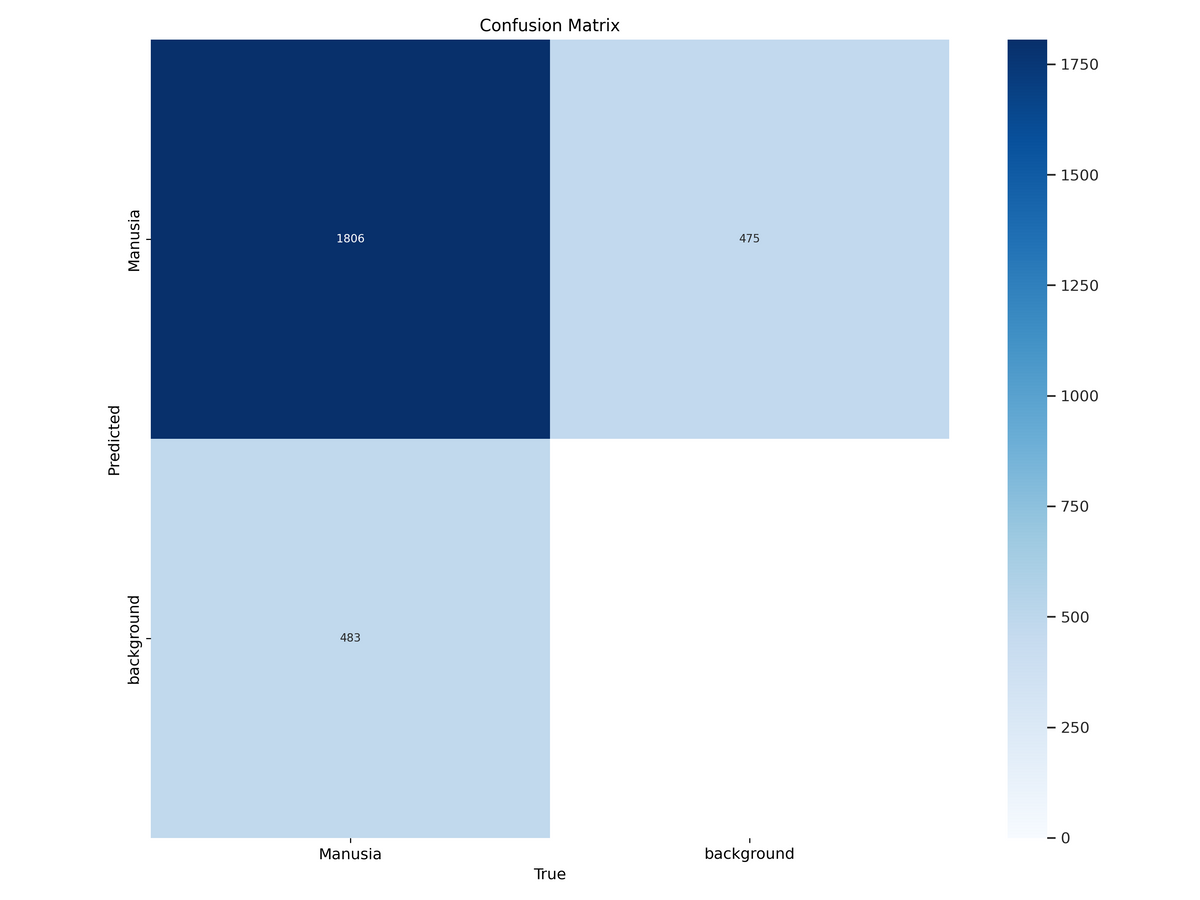 Confusion Matrix
Manusia
background
Predicted
1806
475
483
Manusia
background
True
1750
1500
1250
1000
750
500
250
0